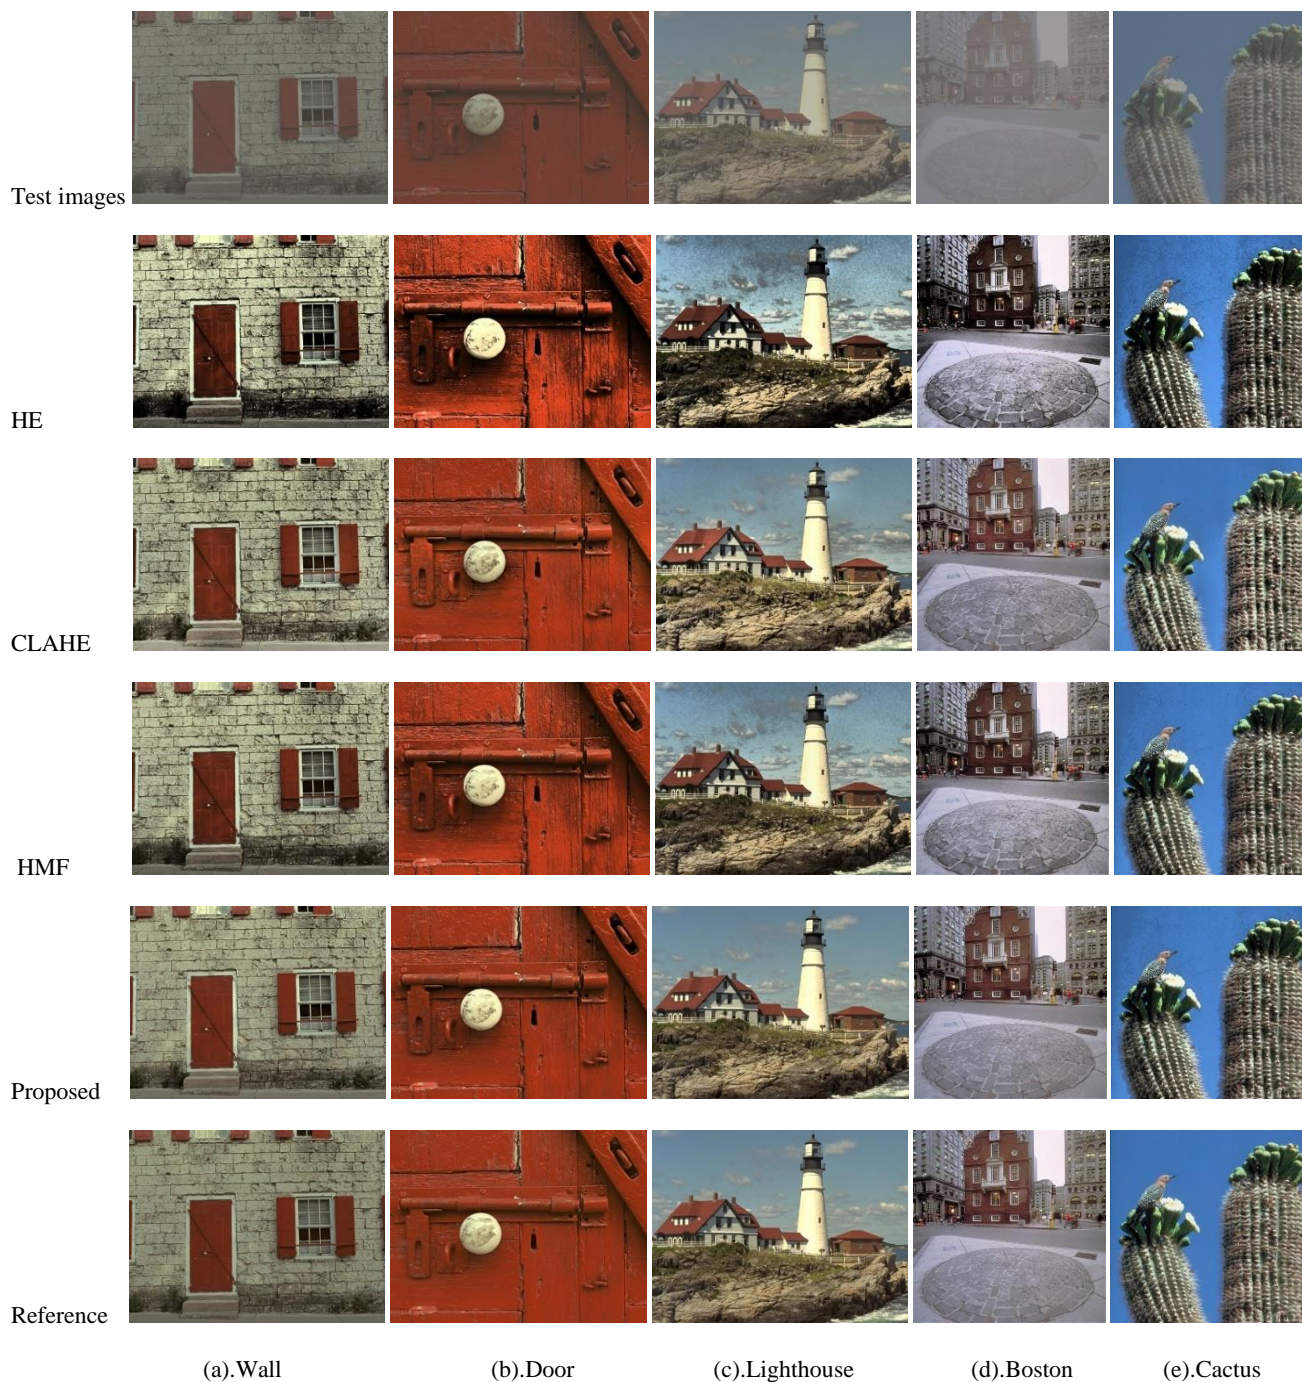 Test images
HE
CLAHE
HMF
Proposed
Reference
(a).Wall (b).Door (c).Lighthouse (d).Boston (e).Cactus